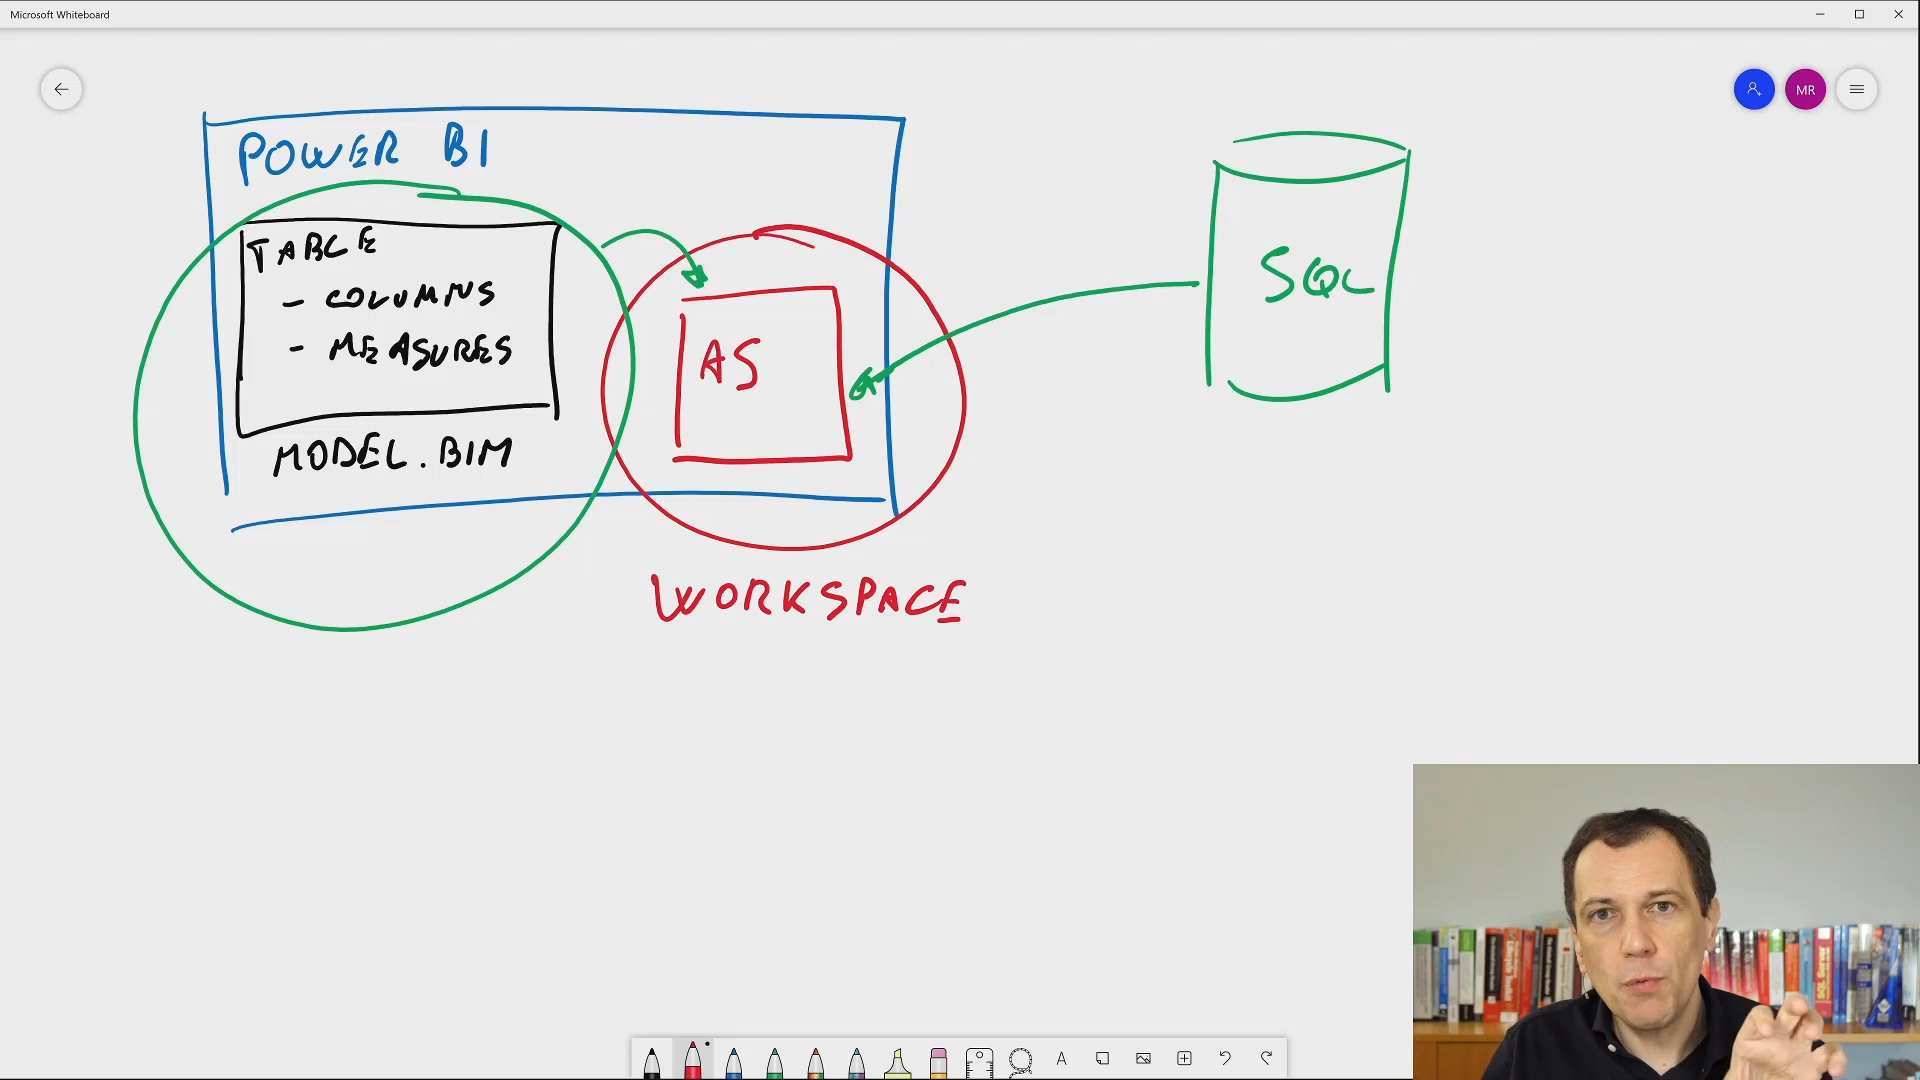 Microsoft Whiteboard
MR
POWER BI
TABLE
- COLUMNS
- MEASURES
MODEL.BIM
AS
WORKSPACE
SQL
A